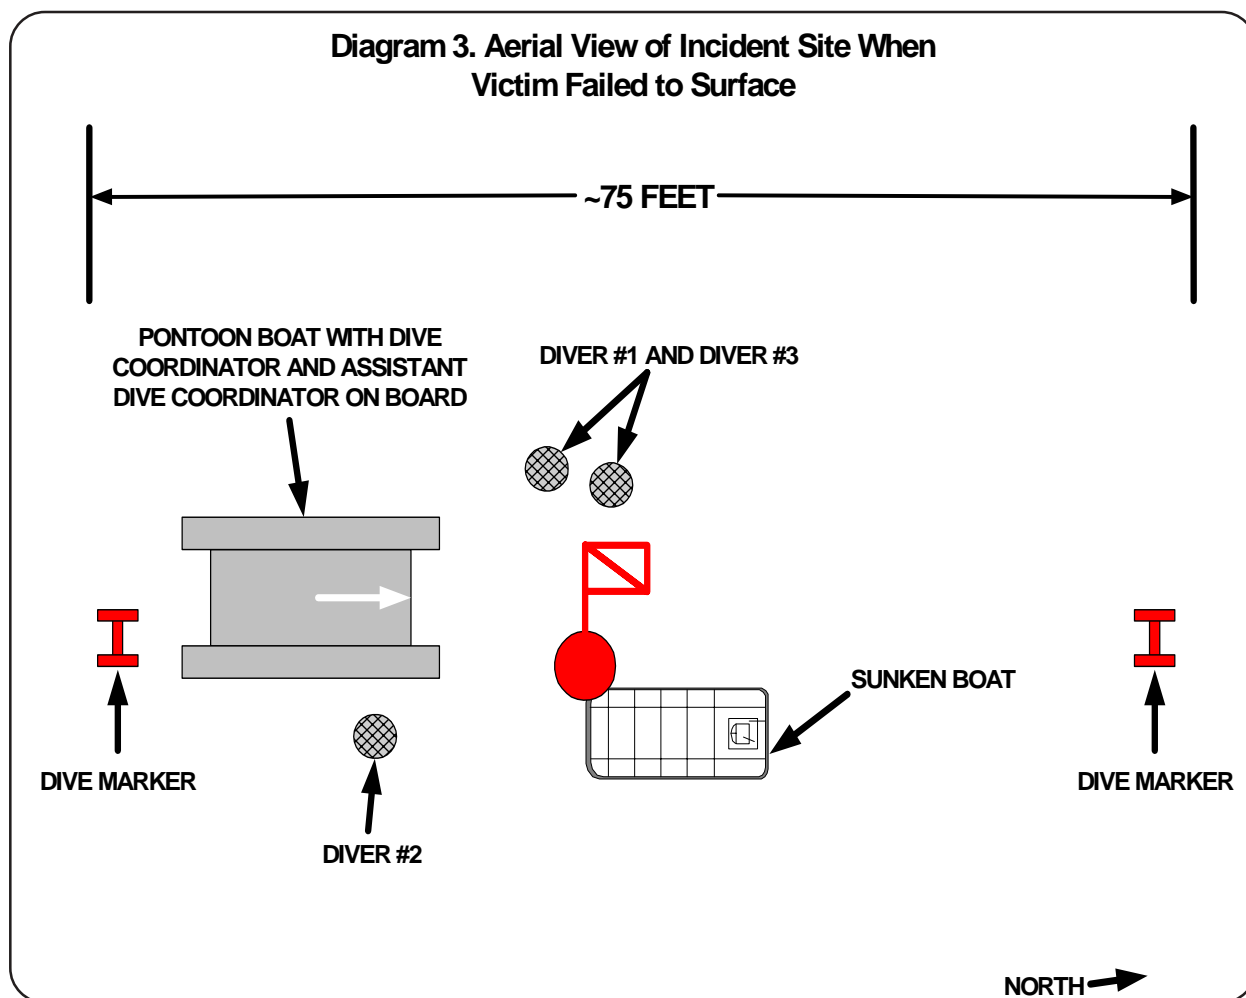 Diagram 3. Aerial View of Incident Site When
Victim Failed to Surface
~75 FEET
PONTOON BOAT WITH DIVE
COORDINATOR AND ASSISTANT
DIVE COORDINATOR ON BOARD
DIVER #1 AND DIVER #3
SUNKEN BOAT
DIVE MARKER
DIVE MARKER
DIVER #2
NORTH